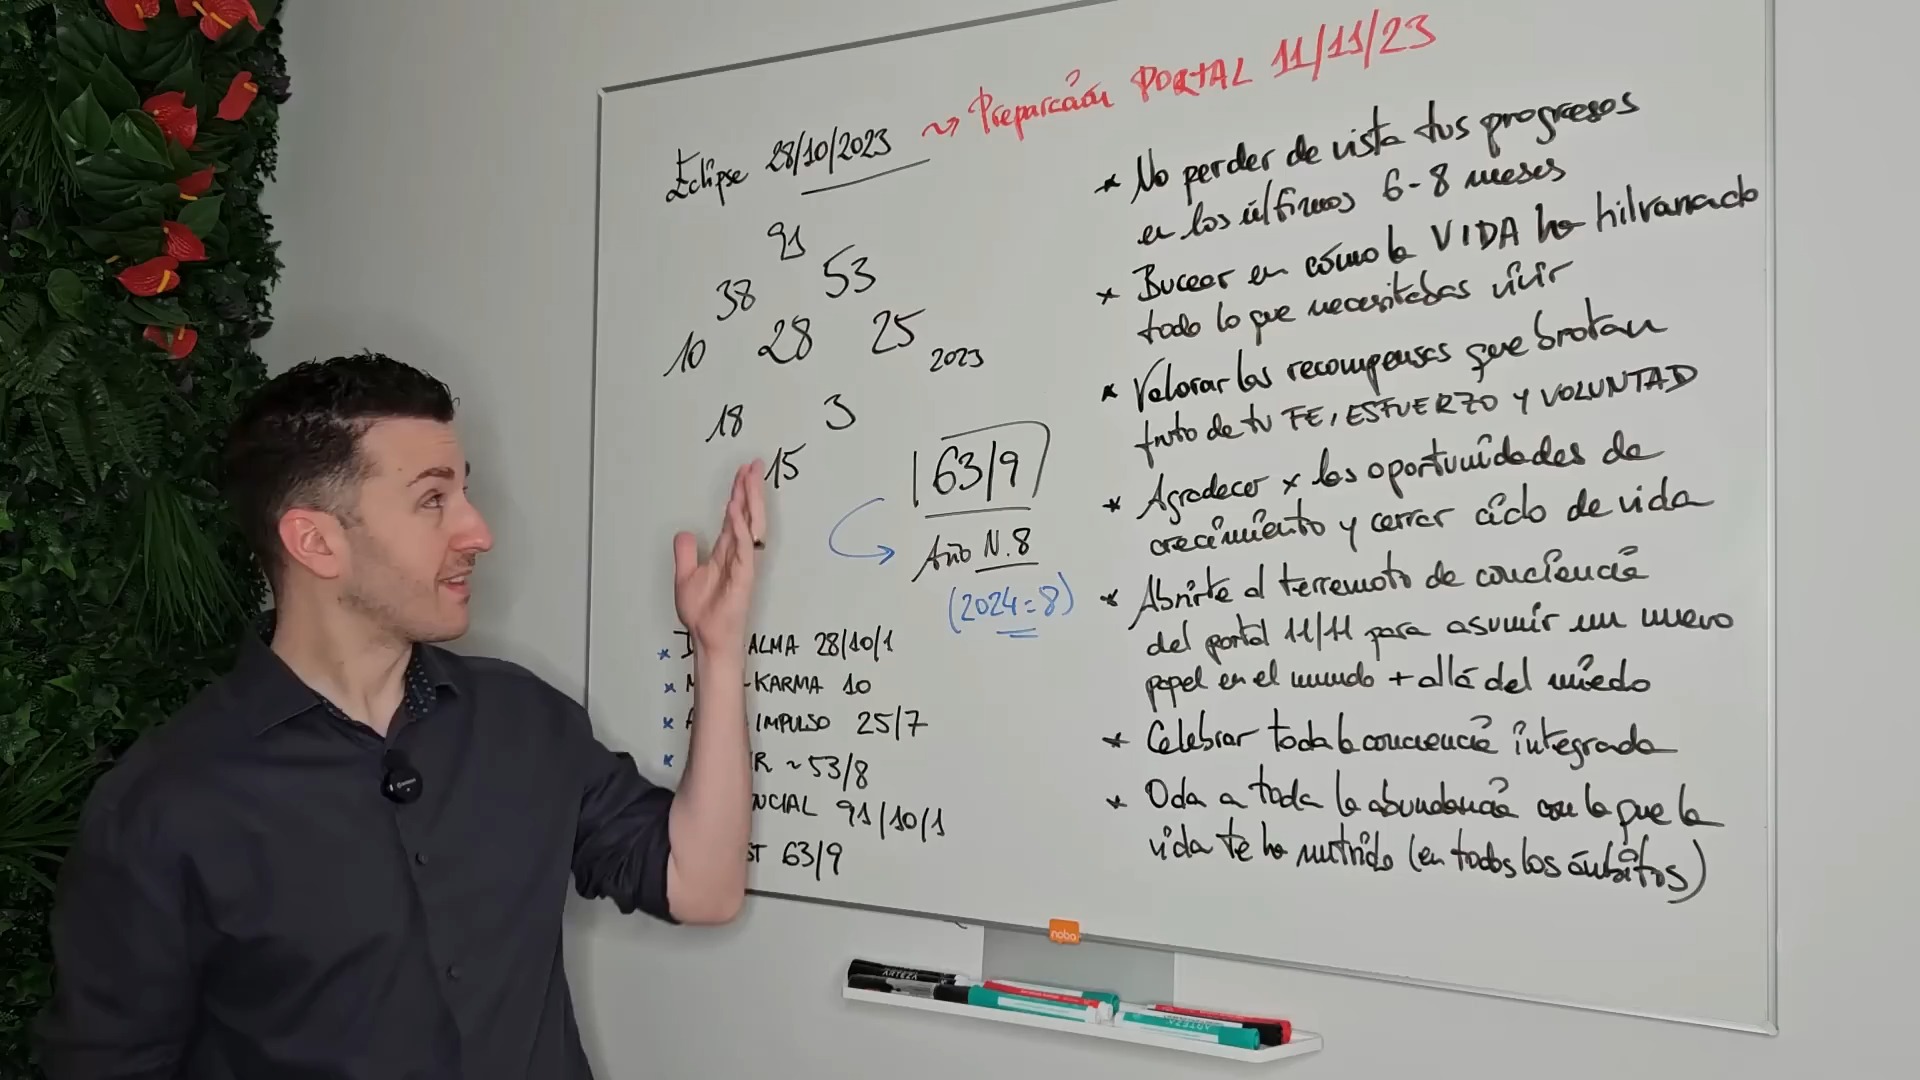 Eclipse 28/10/2023 ~> Preparcaón PORTAL 11/11/23
91
38 53
10 28 25 2023
18 3
15
63/9
Año N.8
(2024=8)
ALMA 28/10/1
-KARMA 10
IMPULSO 25/7
R ~ 53/8
NCIAL 91/10/1
ST 63/9
* No perder de vista tus progresos
en los últimos 6-8 meses
* Bucear en cómo la VIDA ha hilvanado
todo lo que necesitabas vivir
* Valorar las recompensas que brotan
fruto de tu FE, ESFUERZO Y VOLUNTAD
* Agradecer x las oportunidades de
crecimiento y cerrar ciclo de vida
* Abrirte al terremoto de conciencia
del portal 11/11 para asumir un nuevo
papel en el mundo + allá del miedo
* Celebrar toda la conciencia integrada
* Oda a toda la abundancia con la que la
vida te ha nutrido (en todos los ámbitos)
nobo
ARTEZA
ARTEZA